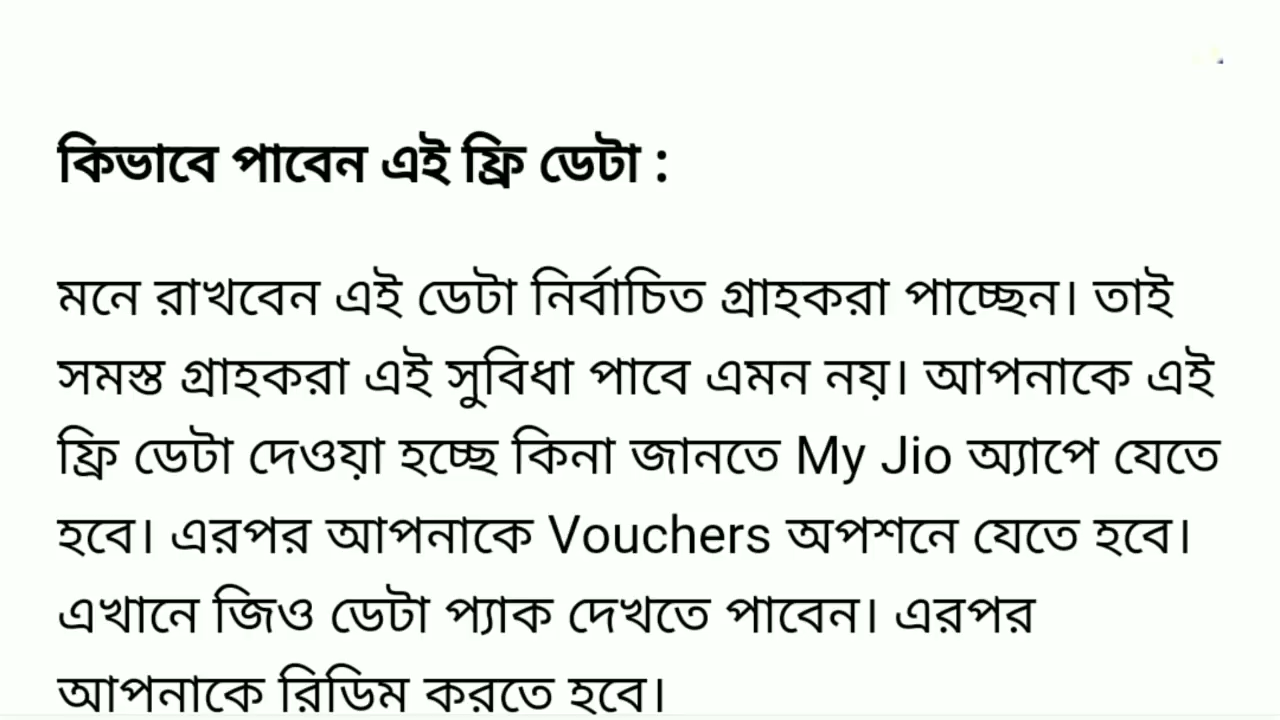 কিভাবে পাবেন এই ফ্রি ডেটা :
মনে রাখবেন এই ডেটা নির্বাচিত গ্রাহকরা পাচ্ছেন। তাই
সমস্ত গ্রাহকরা এই সুবিধা পাবে এমন নয়। আপনাকে এই
ফ্রি ডেটা দেওয়া হচ্ছে কিনা জানতে My Jio অ্যাপে যেতে
হবে। এরপর আপনাকে Vouchers অপশনে যেতে হবে।
এখানে জিও ডেটা প্যাক দেখতে পাবেন। এরপর
আপনাকে রিডিম করতে হবে।